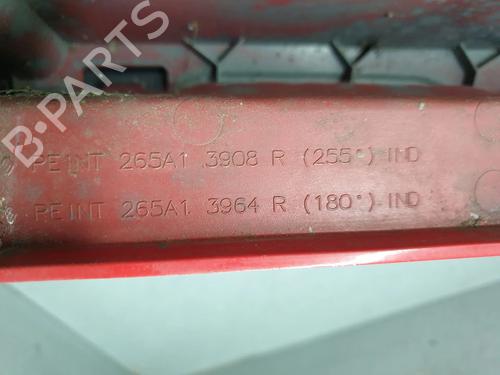 B-PARTS
PEINT 265A1 3908 R (255°) IND
PEINT 265A1 3964 R (180°) IND